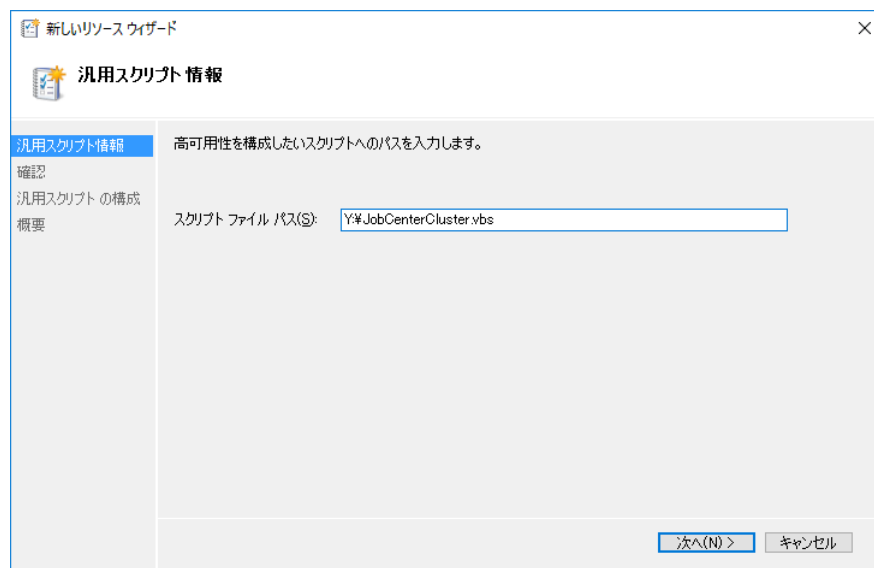 新しいリソース ウィザード
汎用スクリプト情報
汎用スクリプト情報
確認
汎用スクリプト の構成
概要
高可用性を構成したいスクリプトへのパスを入力します。
スクリプト ファイル パス(S): Y:¥JobCenterCluster.vbs
次へ(N) > キャンセル